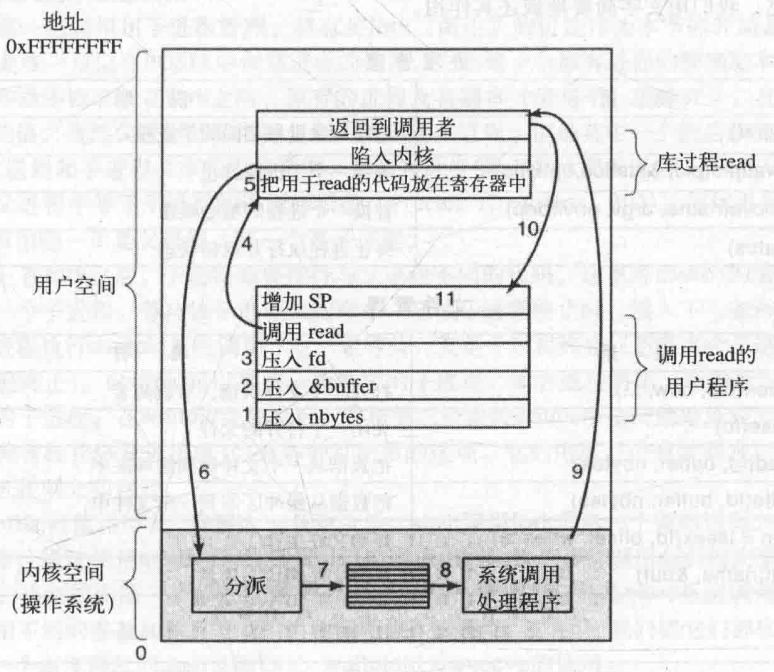 地址
0xFFFFFFFF
返回到调用者
陷入内核
5 把用于read的代码放在寄存器中
库过程read
4
10
用户空间
增加 SP
11
调用 read
3 压入 fd
2 压入 &buffer
1 压入 nbytes
调用read的
用户程序
6
9
内核空间
(操作系统)
分派
7
8
系统调用
处理程序
0